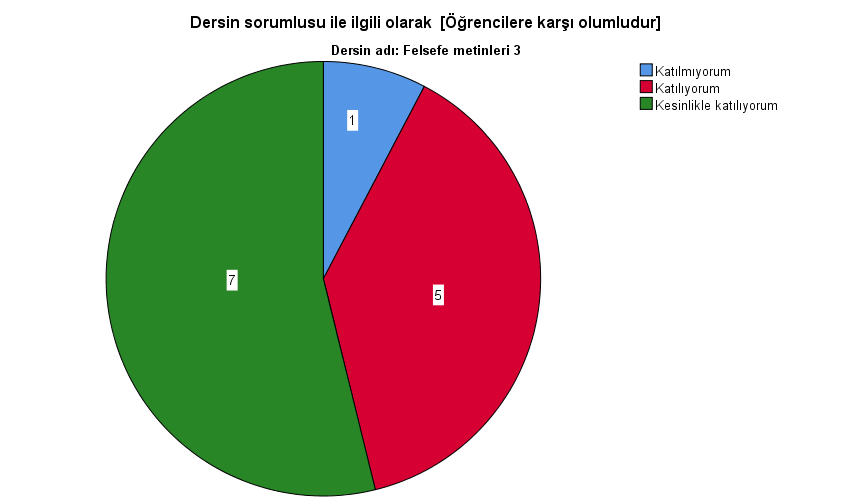 Dersin sorumlusu ile ilgili olarak [Öğrencilere karşı olumludur]
Dersin adı: Felsefe metinleri 3
Katılmıyorum
Katılıyorum
Kesinlikle katılıyorum
1
7
5